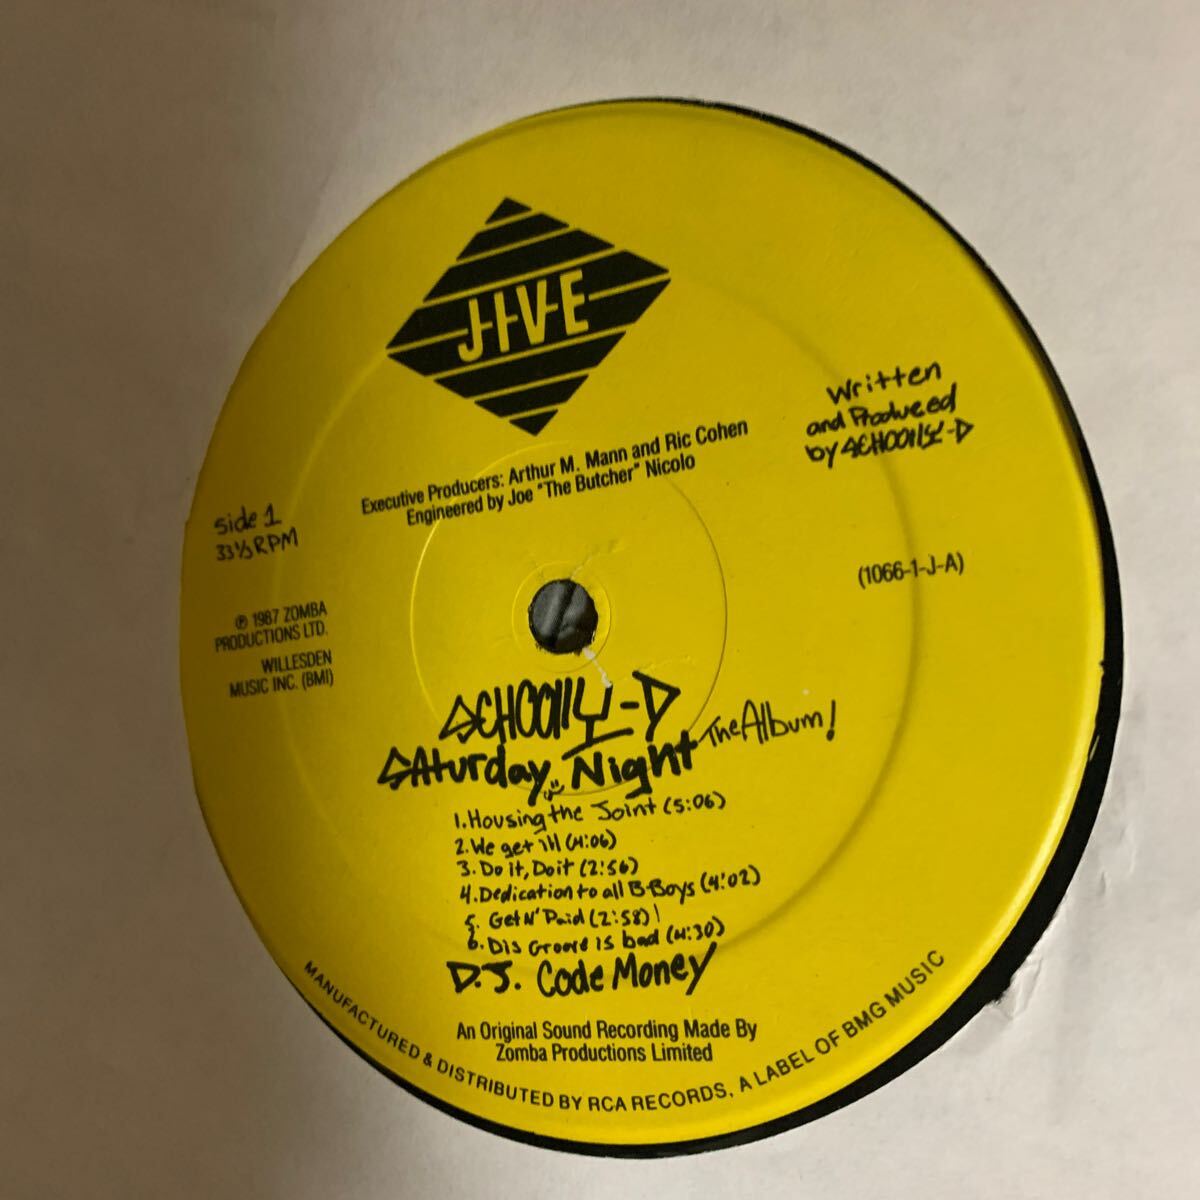 JIVE
Executive Producers: Arthur M. Mann and Ric Cohen
Engineered by Joe "The Butcher" Nicolo
Written
and Produced
by SCHOOllY-D
side 1
33⅓ RPM
(1066-1-J-A)
℗ 1987 ZOMBA
PRODUCTIONS LTD.
WILLESDEN
MUSIC INC. (BMI)
SCHOOllY-D
SAturday Night The Album!
1. Housing the Joint (5:06)
2. We get ill (4:06)
3. Do it, Do it (2:56)
4. Dedication to all B-Boys (4:02)
5. Get N' Paid (2:58)
6. Dis Groove is bad (4:30)
D.J. Code Money
An Original Sound Recording Made By
Zomba Productions Limited
MANUFACTURED & DISTRIBUTED BY RCA RECORDS, A LABEL OF BMG MUSIC